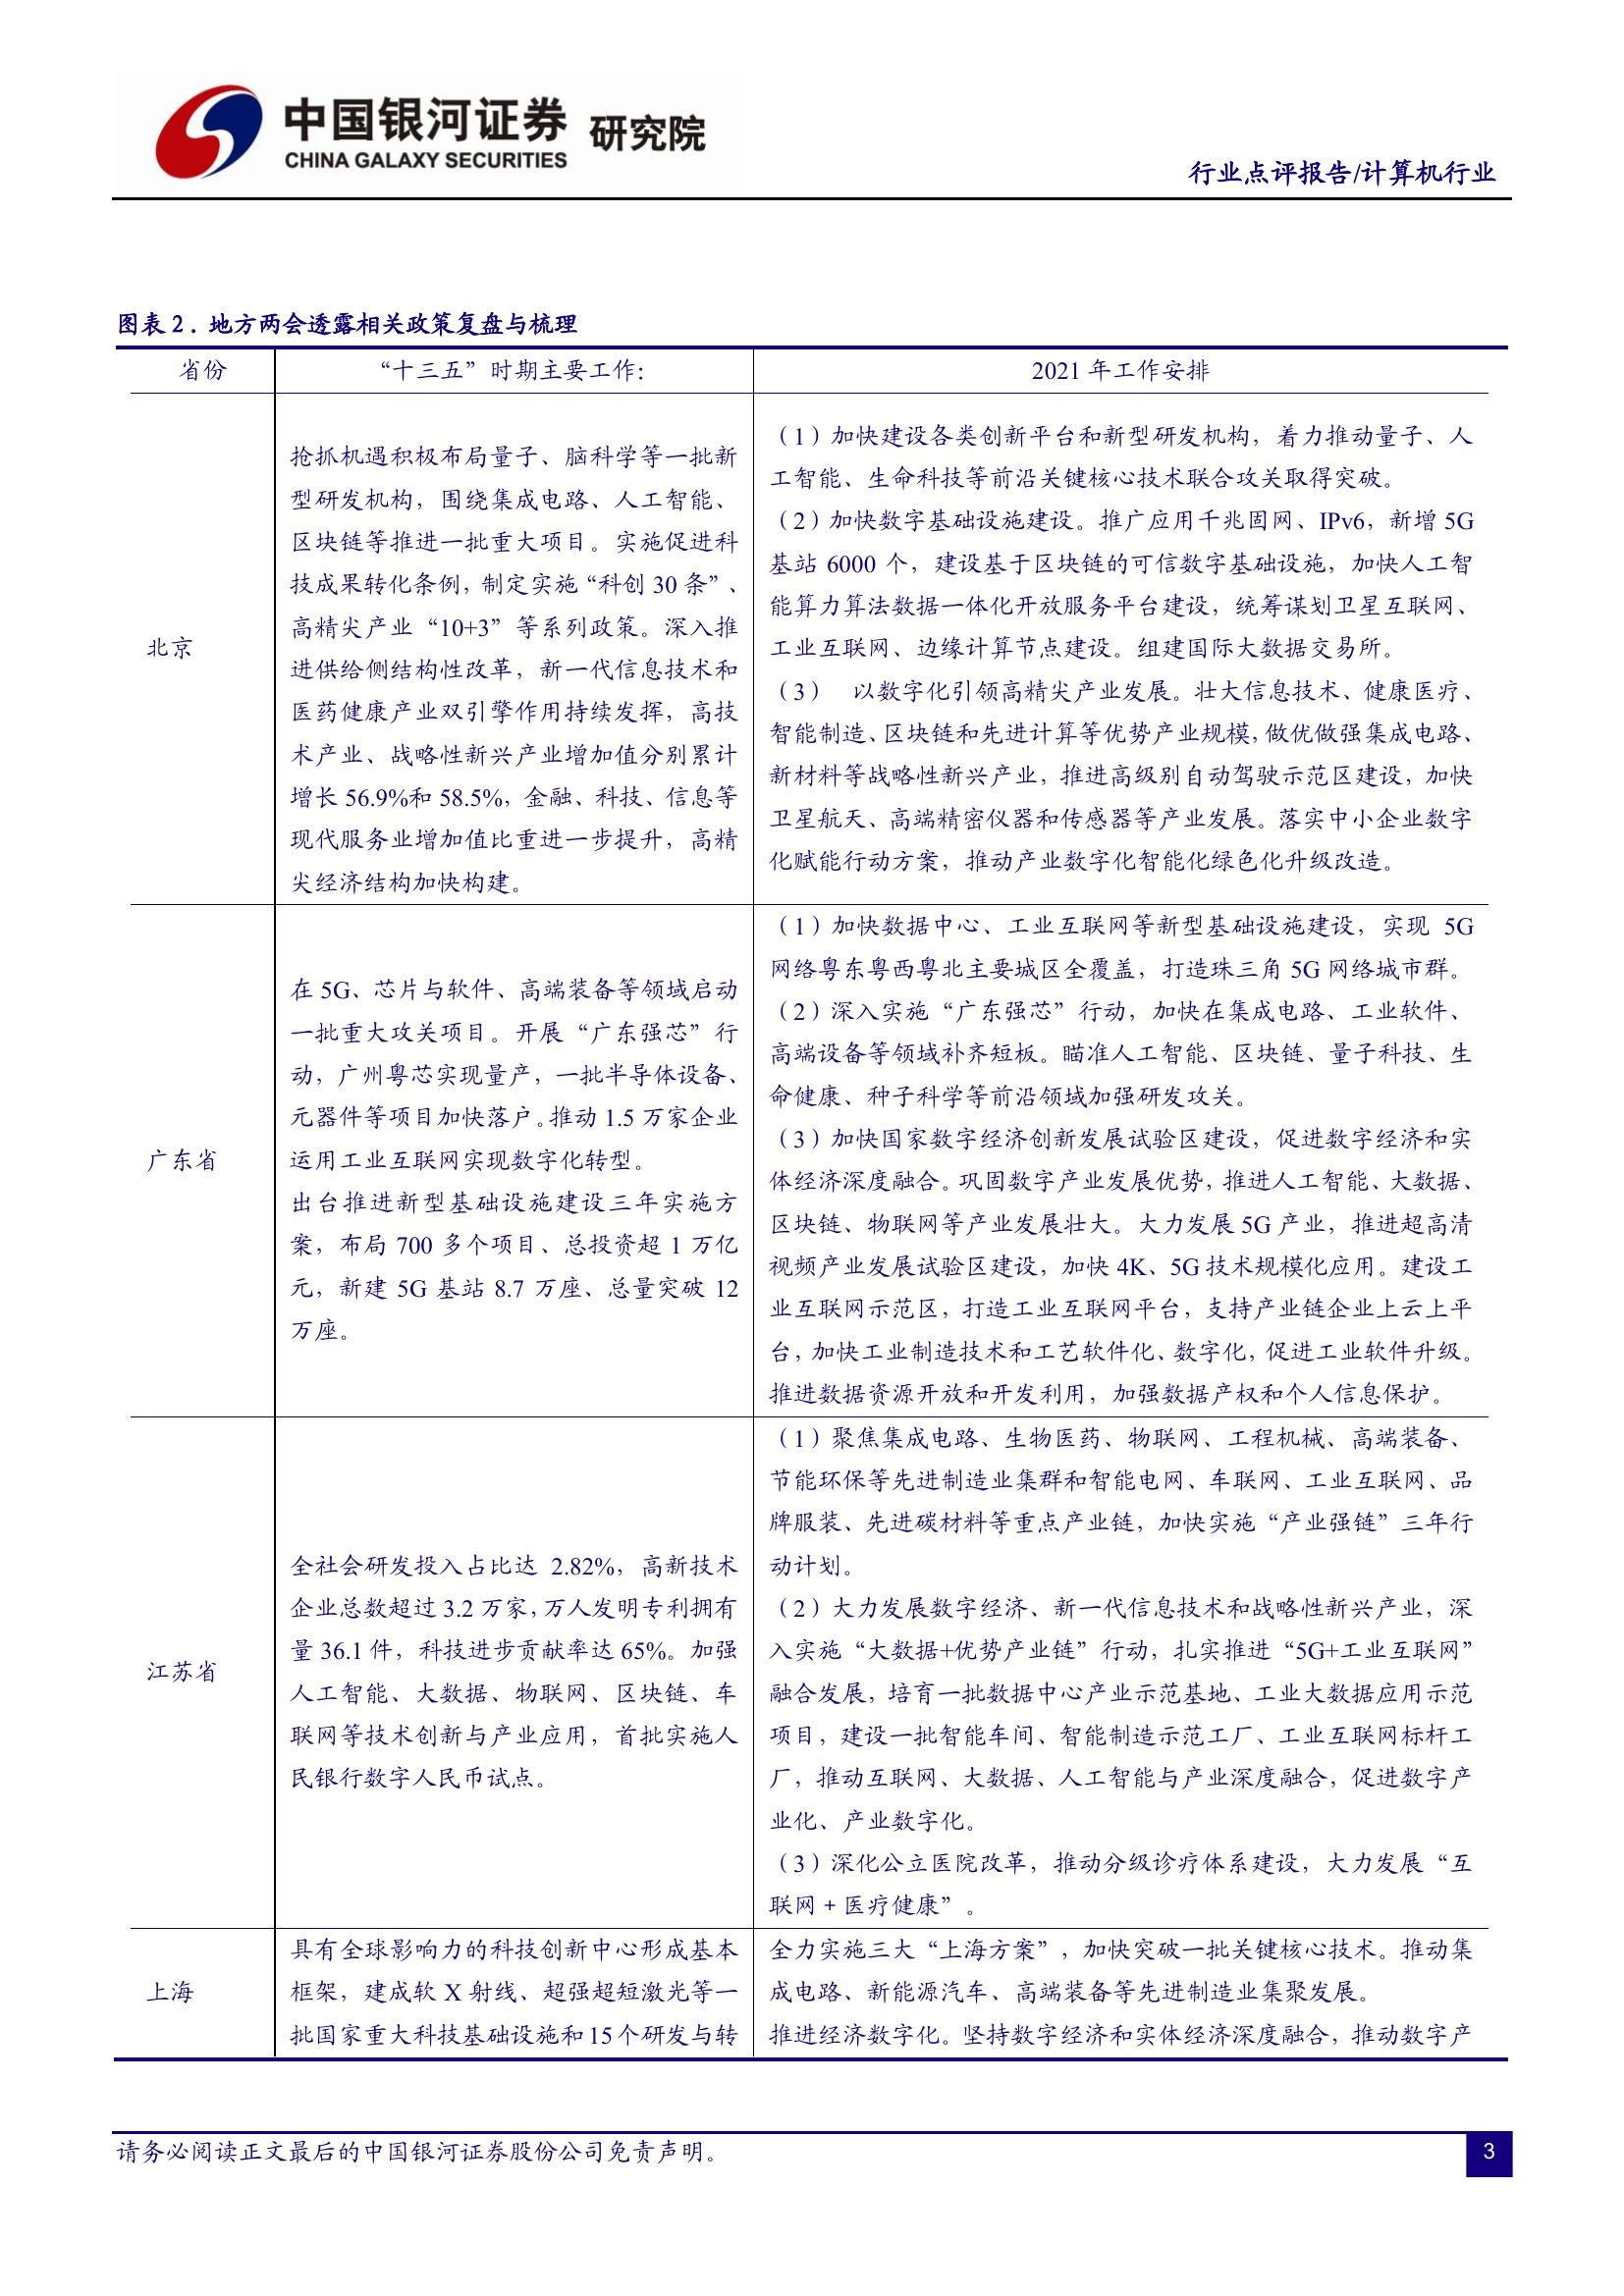 中国银河证券 研究院
CHINA GALAXY SECURITIES
行业点评报告/计算机行业
图表 2. 地方两会透露相关政策复盘与梳理
省份
“十三五”时期主要工作:
2021 年工作安排
北京
抢抓机遇积极布局量子、脑科学等一批新
型研发机构，围绕集成电路、人工智能、
区块链等推进一批重大项目。实施促进科
技成果转化条例，制定实施“科创 30 条”、
高精尖产业“10+3”等系列政策。深入推
进供给侧结构性改革，新一代信息技术和
医药健康产业双引擎作用持续发挥，高技
术产业、战略性新兴产业增加值分别累计
增长 56.9%和 58.5%，金融、科技、信息等
现代服务业增加值比重进一步提升，高精
尖经济结构加快构建。
（1）加快建设各类创新平台和新型研发机构，着力推动量子、人
工智能、生命科技等前沿关键核心技术联合攻关取得突破。
（2）加快数字基础设施建设。推广应用千兆固网、IPv6，新增 5G
基站 6000 个，建设基于区块链的可信数字基础设施，加快人工智
能算力算法数据一体化开放服务平台建设，统筹谋划卫星互联网、
工业互联网、边缘计算节点建设。组建国际大数据交易所。
（3） 以数字化引领高精尖产业发展。壮大信息技术、健康医疗、
智能制造、区块链和先进计算等优势产业规模，做优做强集成电路、
新材料等战略性新兴产业，推进高级别自动驾驶示范区建设，加快
卫星航天、高端精密仪器和传感器等产业发展。落实中小企业数字
化赋能行动方案，推动产业数字化智能化绿色化升级改造。
广东省
在 5G、芯片与软件、高端装备等领域启动
一批重大攻关项目。开展“广东强芯”行
动，广州粤芯实现量产，一批半导体设备、
元器件等项目加快落户。推动 1.5 万家企业
运用工业互联网实现数字化转型。
出台推进新型基础设施建设三年实施方
案，布局 700 多个项目、总投资超 1 万亿
元，新建 5G 基站 8.7 万座、总量突破 12
万座。
（1）加快数据中心、工业互联网等新型基础设施建设，实现 5G
网络粤东粤西粤北主要城区全覆盖，打造珠三角 5G 网络城市群。
（2）深入实施“广东强芯”行动，加快在集成电路、工业软件、
高端设备等领域补齐短板。瞄准人工智能、区块链、量子科技、生
命健康、种子科学等前沿领域加强研发攻关。
（3）加快国家数字经济创新发展试验区建设，促进数字经济和实
体经济深度融合。巩固数字产业发展优势，推进人工智能、大数据、
区块链、物联网等产业发展壮大。大力发展 5G 产业，推进超高清
视频产业发展试验区建设，加快 4K、5G 技术规模化应用。建设工
业互联网示范区，打造工业互联网平台，支持产业链企业上云上平
台，加快工业制造技术和工艺软件化、数字化，促进工业软件升级。
推进数据资源开放和开发利用，加强数据产权和个人信息保护。
江苏省
全社会研发投入占比达 2.82%，高新技术
企业总数超过 3.2 万家，万人发明专利拥有
量 36.1 件，科技进步贡献率达 65%。加强
人工智能、大数据、物联网、区块链、车
联网等技术创新与产业应用，首批实施人
民银行数字人民币试点。
（1）聚焦集成电路、生物医药、物联网、工程机械、高端装备、
节能环保等先进制造业集群和智能电网、车联网、工业互联网、品
牌服装、先进碳材料等重点产业链，加快实施“产业强链”三年行
动计划。
（2）大力发展数字经济、新一代信息技术和战略性新兴产业，深
入实施“大数据+优势产业链”行动，扎实推进“5G+工业互联网”
融合发展，培育一批数据中心产业示范基地、工业大数据应用示范
项目，建设一批智能车间、智能制造示范工厂、工业互联网标杆工
厂，推动互联网、大数据、人工智能与产业深度融合，促进数字产
业化、产业数字化。
（3）深化公立医院改革，推动分级诊疗体系建设，大力发展“互
联网 + 医疗健康”。
上海
具有全球影响力的科技创新中心形成基本
框架，建成软 X 射线、超强超短激光等一
批国家重大科技基础设施和 15 个研发与转
全力实施三大“上海方案”，加快突破一批关键核心技术。推动集
成电路、新能源汽车、高端装备等先进制造业集聚发展。
推进经济数字化。坚持数字经济和实体经济深度融合，推动数字产
请务必阅读正文最后的中国银河证券股份公司免责声明。
3